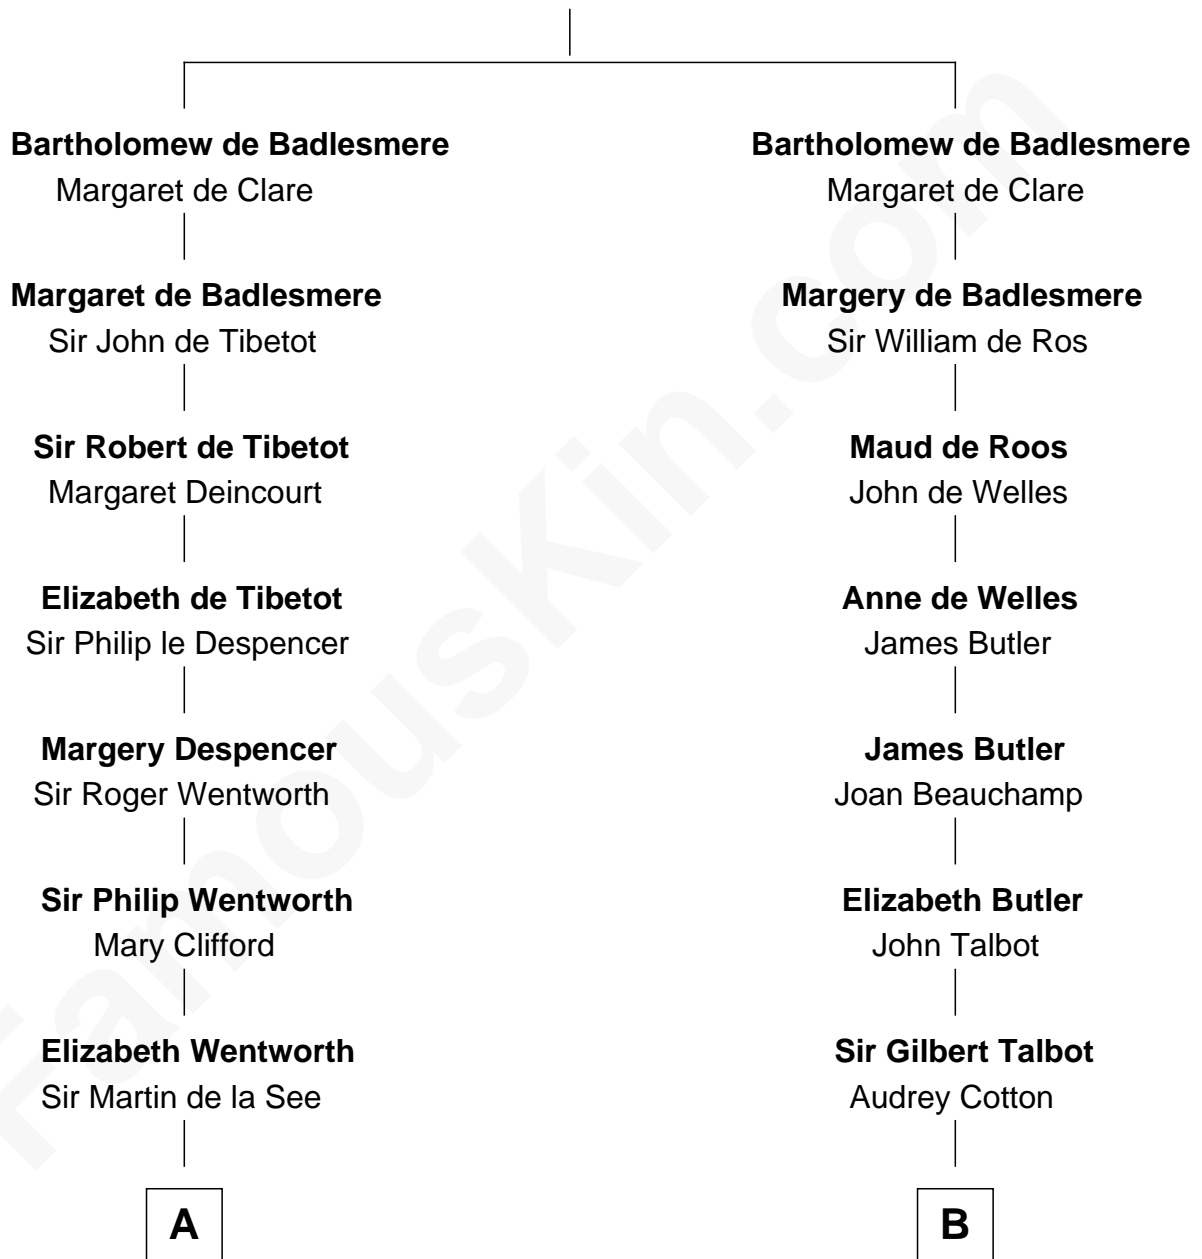 Bartholomew de Badlesmere
Margaret de Clare
Margaret de Badlesmere
Sir John de Tibetot
Sir Robert de Tibetot
Margaret Deincourt
Elizabeth de Tibetot
Sir Philip le Despencer
Margery Despencer
Sir Roger Wentworth
Sir Philip Wentworth
Mary Clifford
Elizabeth Wentworth
Sir Martin de la See
A
Bartholomew de Badlesmere
Margaret de Clare
Margery de Badlesmere
Sir William de Ros
Maud de Roos
John de Welles
Anne de Welles
James Butler
James Butler
Joan Beauchamp
Elizabeth Butler
John Talbot
Sir Gilbert Talbot
Audrey Cotton
B
FamousKin.com